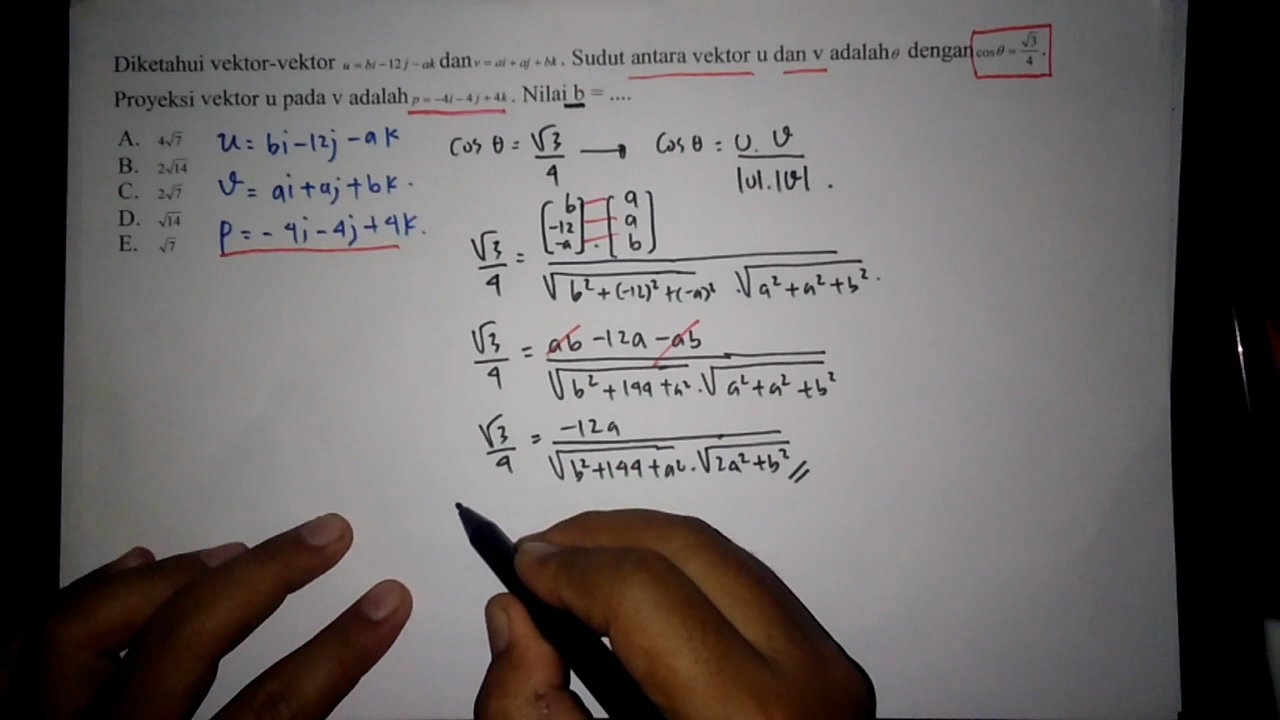 Diketahui vektor-vektor u = bi − 12j − ak dan v = ai + aj + bk. Sudut antara vektor u dan v adalah θ dengan cos θ = √3/4.
Proyeksi vektor u pada v adalah p = −4i − 4j + 4k. Nilai b = ....
A. 4√7
B. 2√14
C. 2√7
D. √14
E. √7
u = bi − 12j − ak
v = ai + aj + bk.
p = − 4i − 4j + 4k.
Cos θ = √3/4 → Cos θ = u . v / |u|.|v| .
√3/4 = [b −12 −a] . [a a b] / √b² + (−12)² + (−a)² . √a² + a² + b² .
√3/4 = ab − 12a − ab / √b² + 144 + a² . √a² + a² + b²
√3/4 = −12a / √b² + 144 + a² . √2a² + b² //